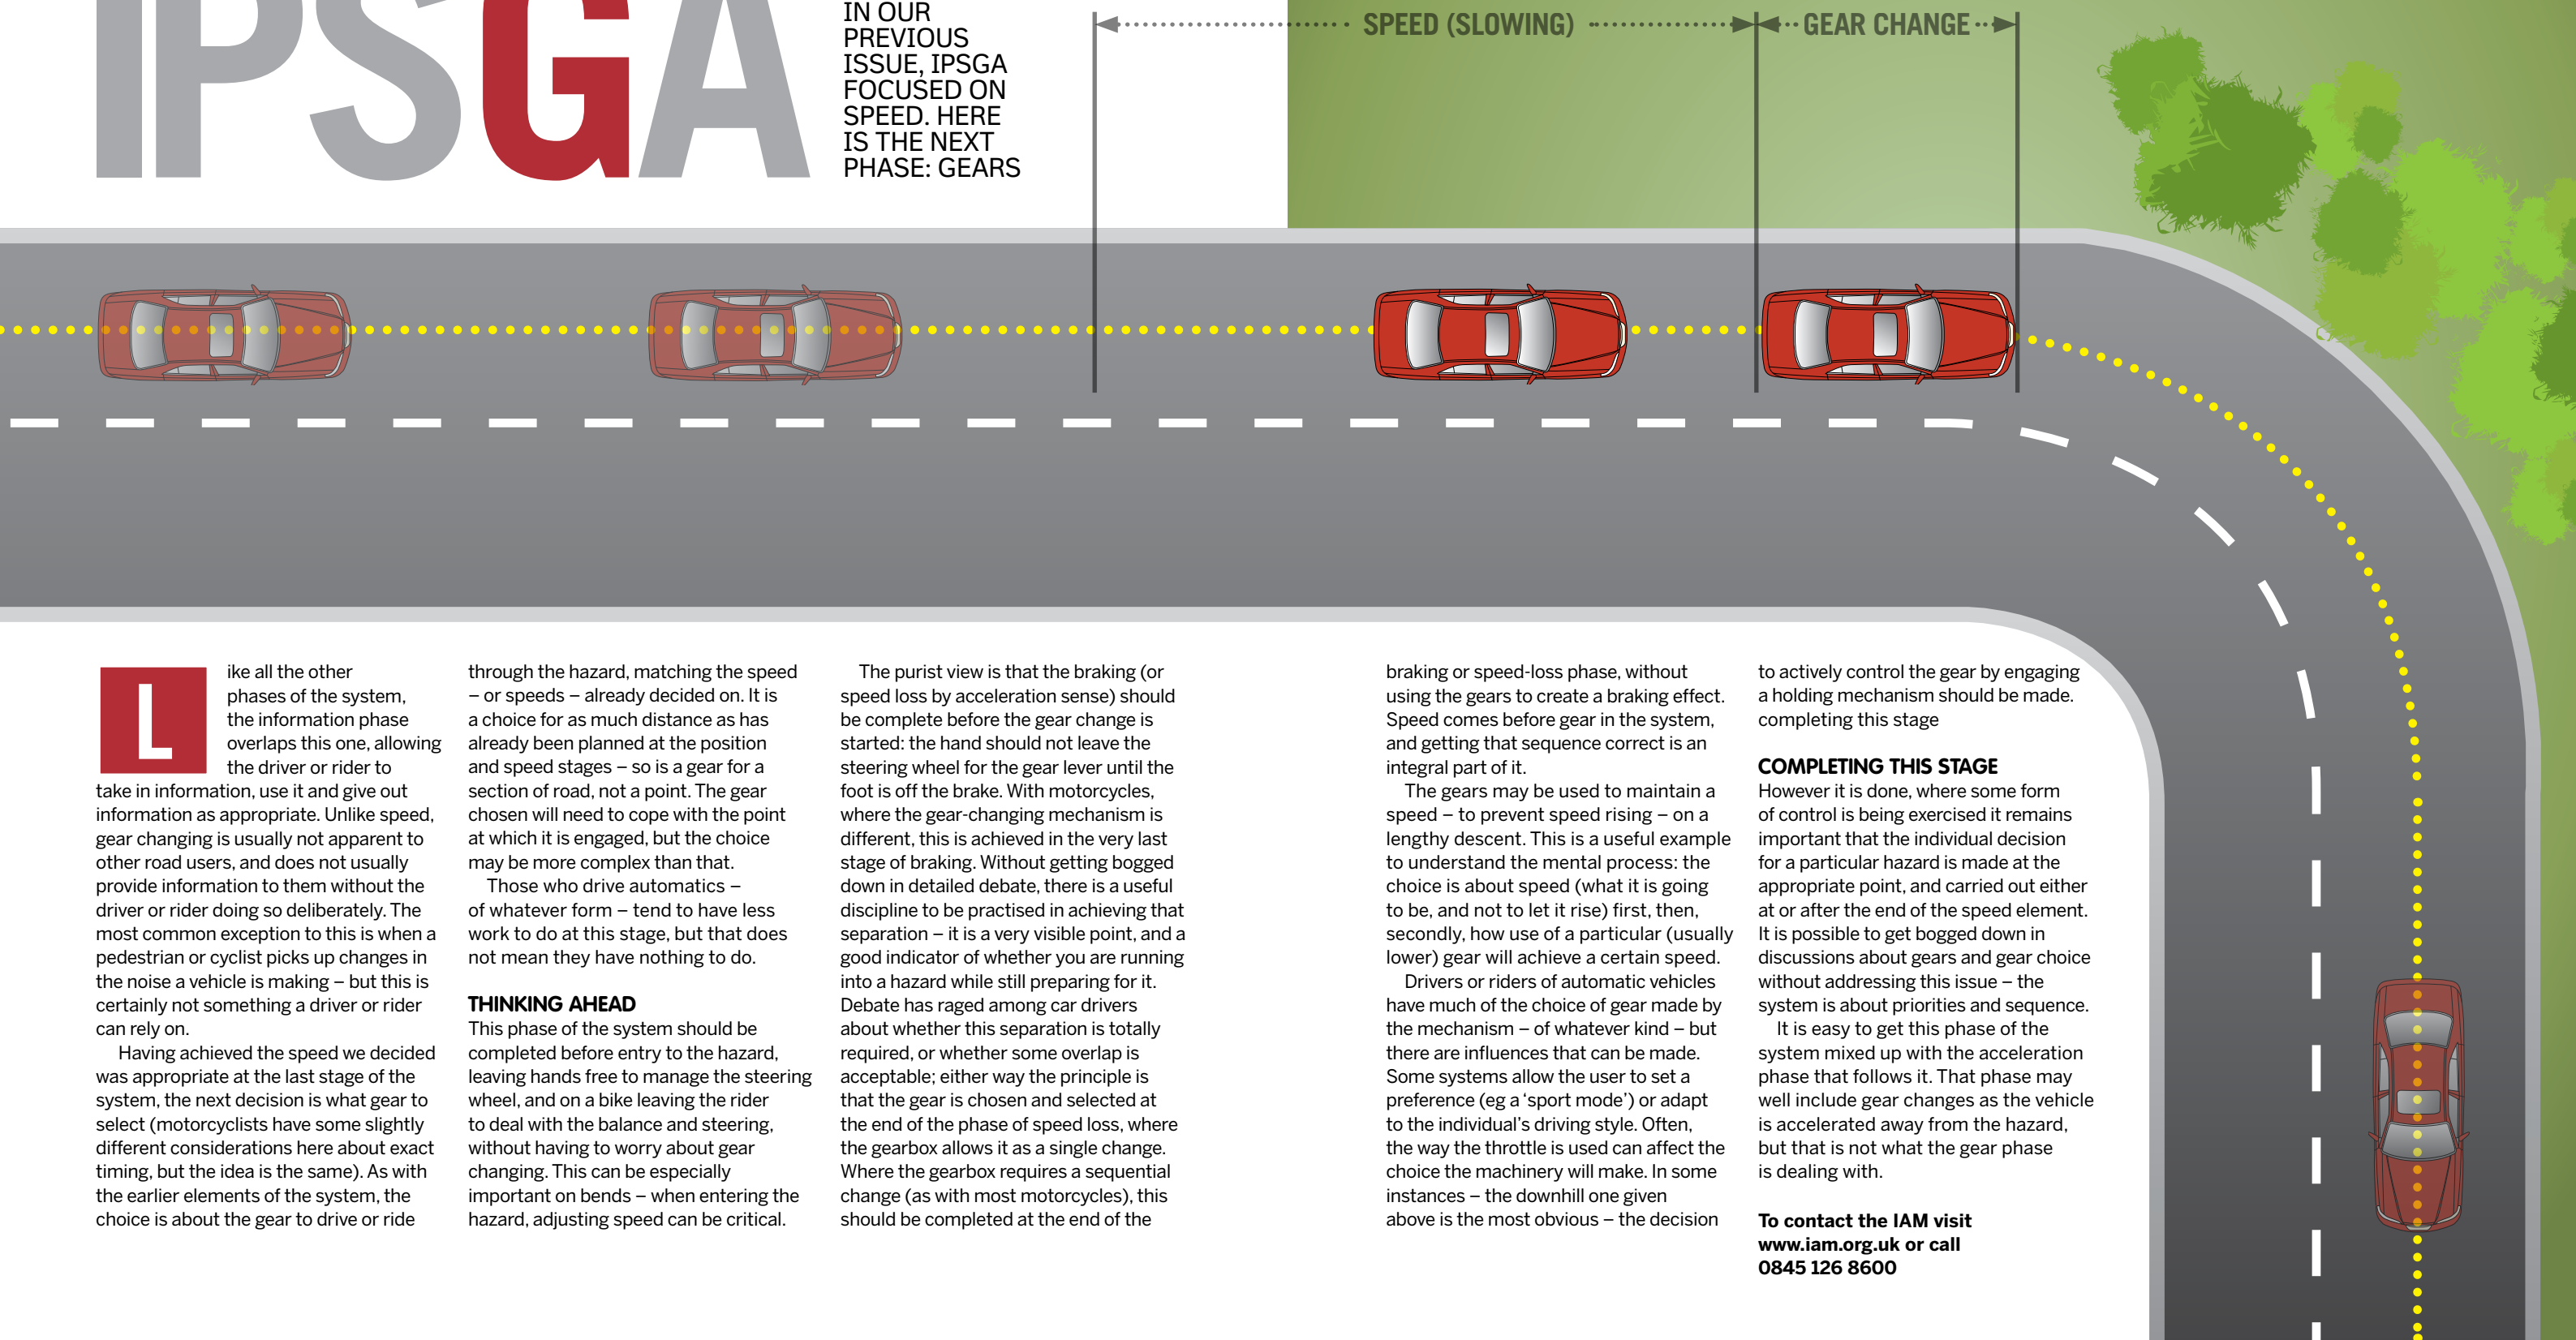 IPSGA
IN OUR
PREVIOUS
ISSUE, IPSGA
FOCUSED ON
SPEED. HERE
IS THE NEXT
PHASE: GEARS
SPEED (SLOWING)
GEAR CHANGE
Like all the other
phases of the system,
the information phase
overlaps this one, allowing
the driver or rider to
take in information, use it and give out
information as appropriate. Unlike speed,
gear changing is usually not apparent to
other road users, and does not usually
provide information to them without the
driver or rider doing so deliberately. The
most common exception to this is when a
pedestrian or cyclist picks up changes in
the noise a vehicle is making – but this is
certainly not something a driver or rider
can rely on.
Having achieved the speed we decided
was appropriate at the last stage of the
system, the next decision is what gear to
select (motorcyclists have some slightly
different considerations here about exact
timing, but the idea is the same). As with
the earlier elements of the system, the
choice is about the gear to drive or ride
through the hazard, matching the speed
– or speeds – already decided on. It is
a choice for as much distance as has
already been planned at the position
and speed stages – so is a gear for a
section of road, not a point. The gear
chosen will need to cope with the point
at which it is engaged, but the choice
may be more complex than that.
Those who drive automatics –
of whatever form – tend to have less
work to do at this stage, but that does
not mean they have nothing to do.
THINKING AHEAD
This phase of the system should be
completed before entry to the hazard,
leaving hands free to manage the steering
wheel, and on a bike leaving the rider
to deal with the balance and steering,
without having to worry about gear
changing. This can be especially
important on bends – when entering the
hazard, adjusting speed can be critical.
The purist view is that the braking (or
speed loss by acceleration sense) should
be complete before the gear change is
started: the hand should not leave the
steering wheel for the gear lever until the
foot is off the brake. With motorcycles,
where the gear-changing mechanism is
different, this is achieved in the very last
stage of braking. Without getting bogged
down in detailed debate, there is a useful
discipline to be practised in achieving that
separation – it is a very visible point, and a
good indicator of whether you are running
into a hazard while still preparing for it.
Debate has raged among car drivers
about whether this separation is totally
required, or whether some overlap is
acceptable; either way the principle is
that the gear is chosen and selected at
the end of the phase of speed loss, where
the gearbox allows it as a single change.
Where the gearbox requires a sequential
change (as with most motorcycles), this
should be completed at the end of the
braking or speed-loss phase, without
using the gears to create a braking effect.
Speed comes before gear in the system,
and getting that sequence correct is an
integral part of it.
The gears may be used to maintain a
speed – to prevent speed rising – on a
lengthy descent. This is a useful example
to understand the mental process: the
choice is about speed (what it is going
to be, and not to let it rise) first, then,
secondly, how use of a particular (usually
lower) gear will achieve a certain speed.
Drivers or riders of automatic vehicles
have much of the choice of gear made by
the mechanism – of whatever kind – but
there are influences that can be made.
Some systems allow the user to set a
preference (eg a ‘sport mode’) or adapt
to the individual’s driving style. Often,
the way the throttle is used can affect the
choice the machinery will make. In some
instances – the downhill one given
above is the most obvious – the decision
to actively control the gear by engaging
a holding mechanism should be made.
completing this stage
COMPLETING THIS STAGE
However it is done, where some form
of control is being exercised it remains
important that the individual decision
for a particular hazard is made at the
appropriate point, and carried out either
at or after the end of the speed element.
It is possible to get bogged down in
discussions about gears and gear choice
without addressing this issue – the
system is about priorities and sequence.
It is easy to get this phase of the
system mixed up with the acceleration
phase that follows it. That phase may
well include gear changes as the vehicle
is accelerated away from the hazard,
but that is not what the gear phase
is dealing with.
To contact the IAM visit
www.iam.org.uk or call
0845 126 8600